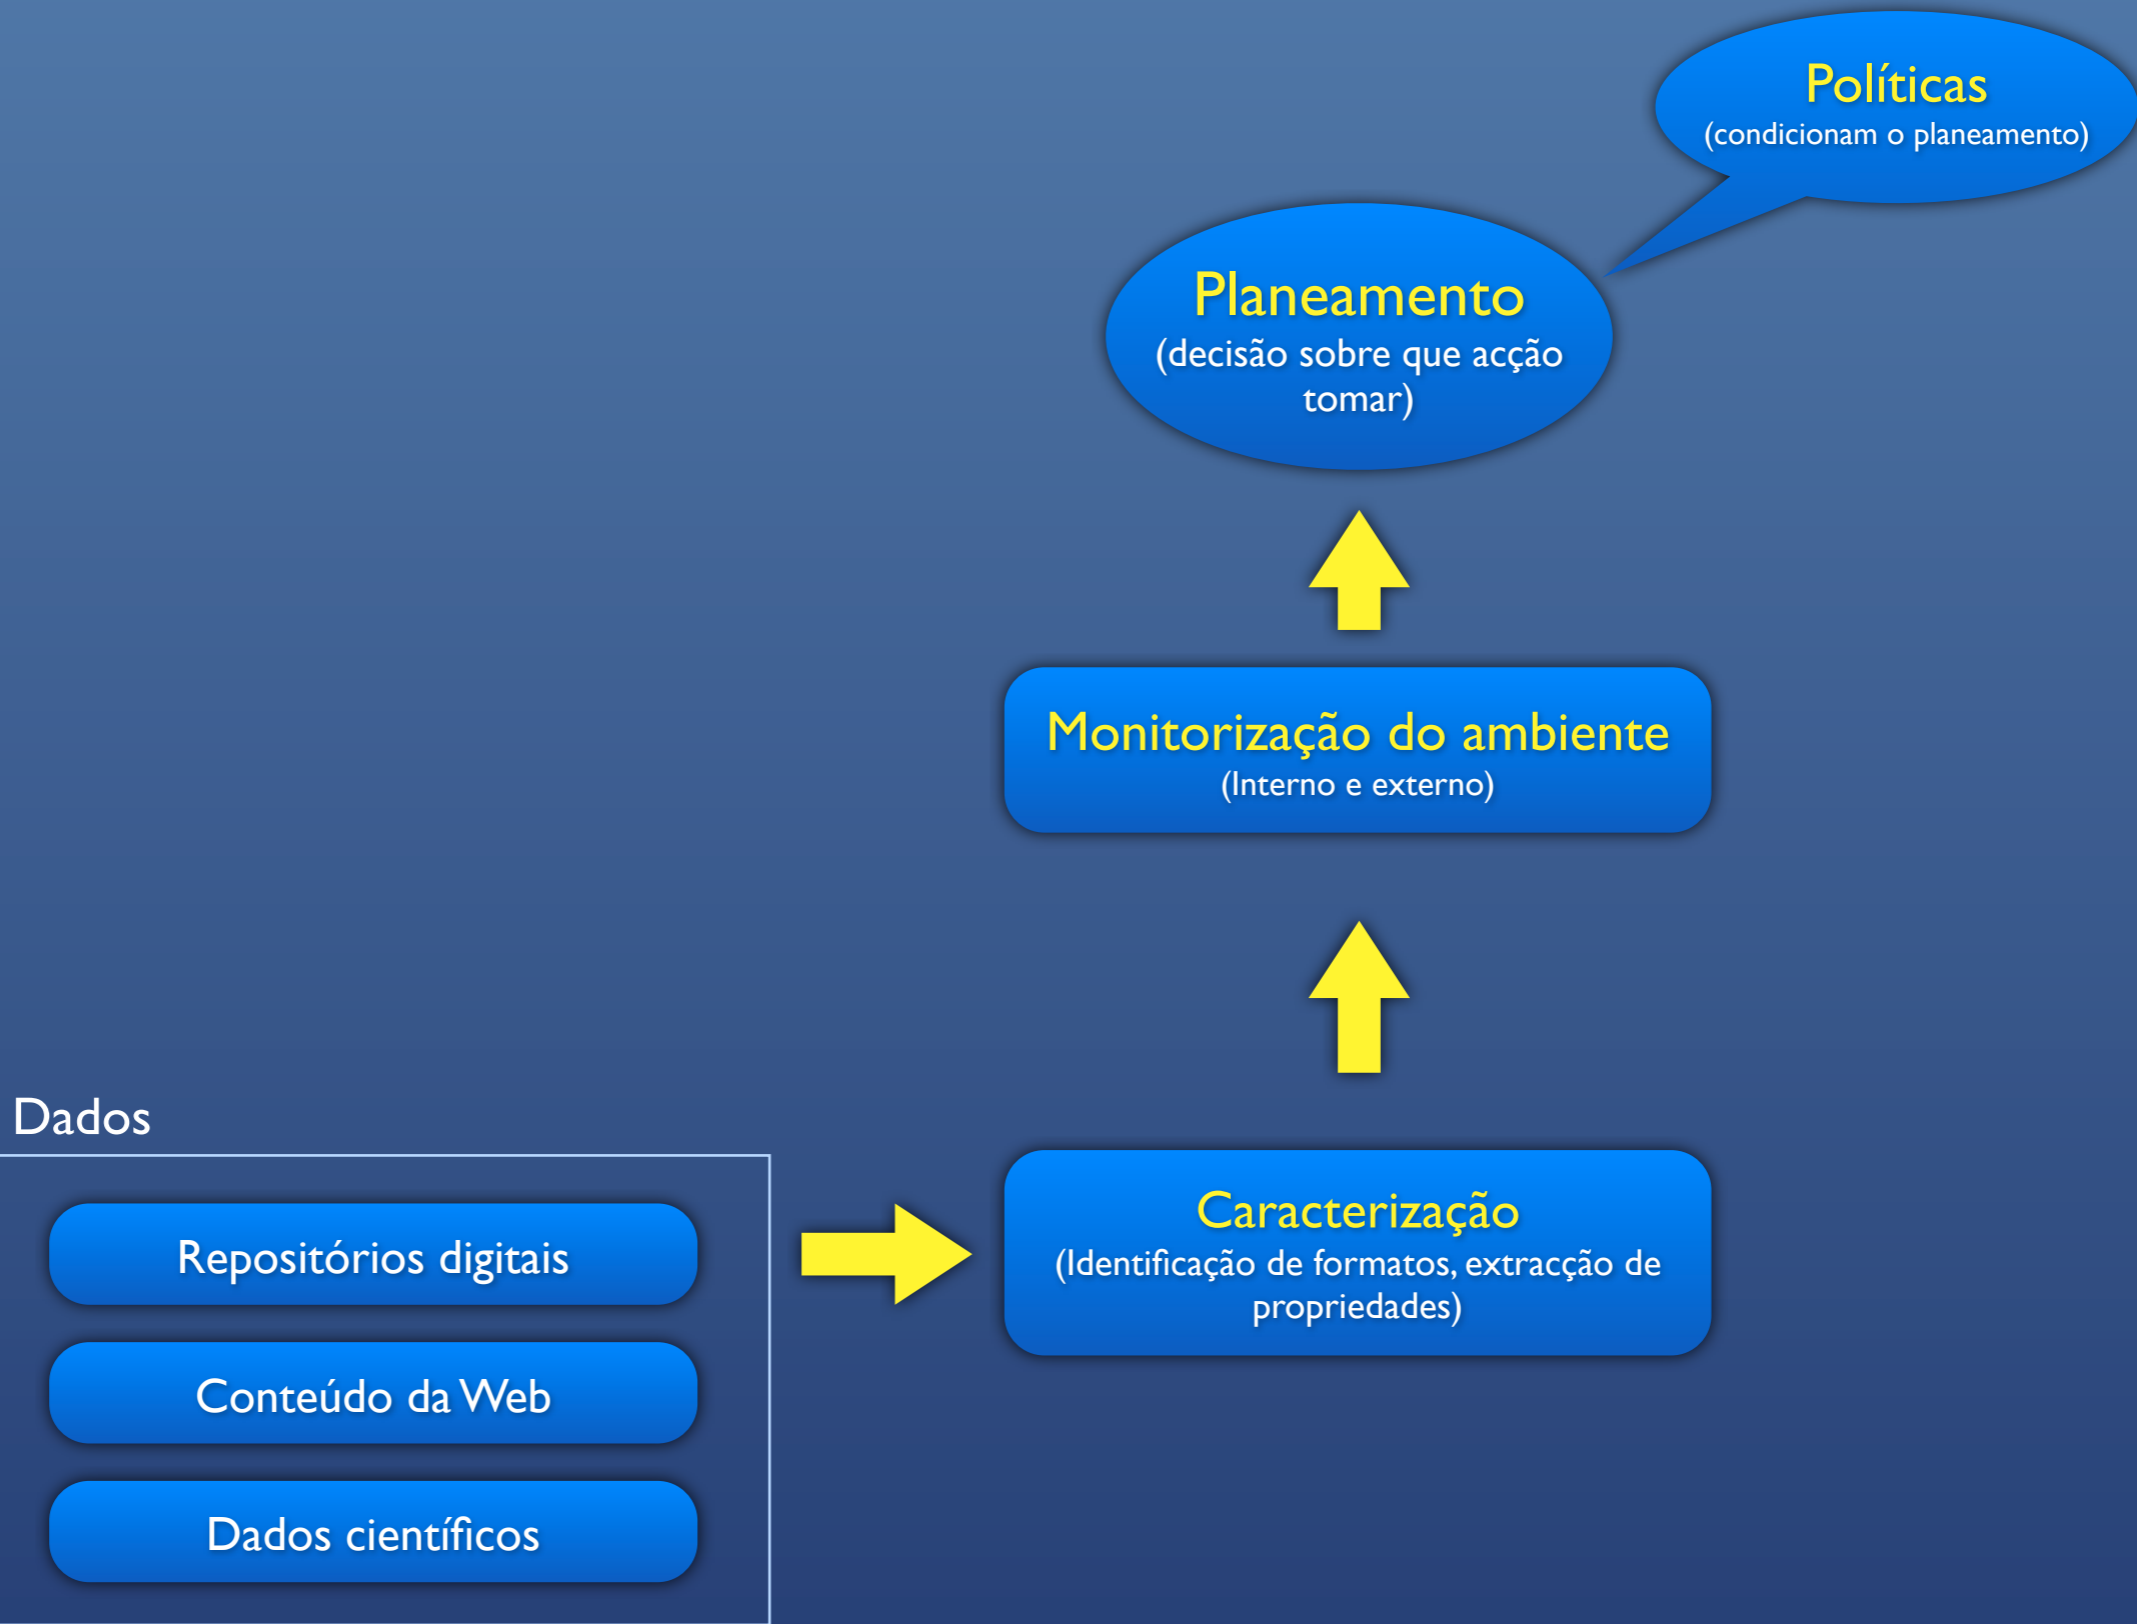 Políticas
(condicionam o planeamento)
Planeamento
(decisão sobre que acção
tomar)
Monitorização do ambiente
(Interno e externo)
Dados
Repositórios digitais
Conteúdo da Web
Dados científicos
Caracterização
(Identificação de formatos, extracção de
propriedades)